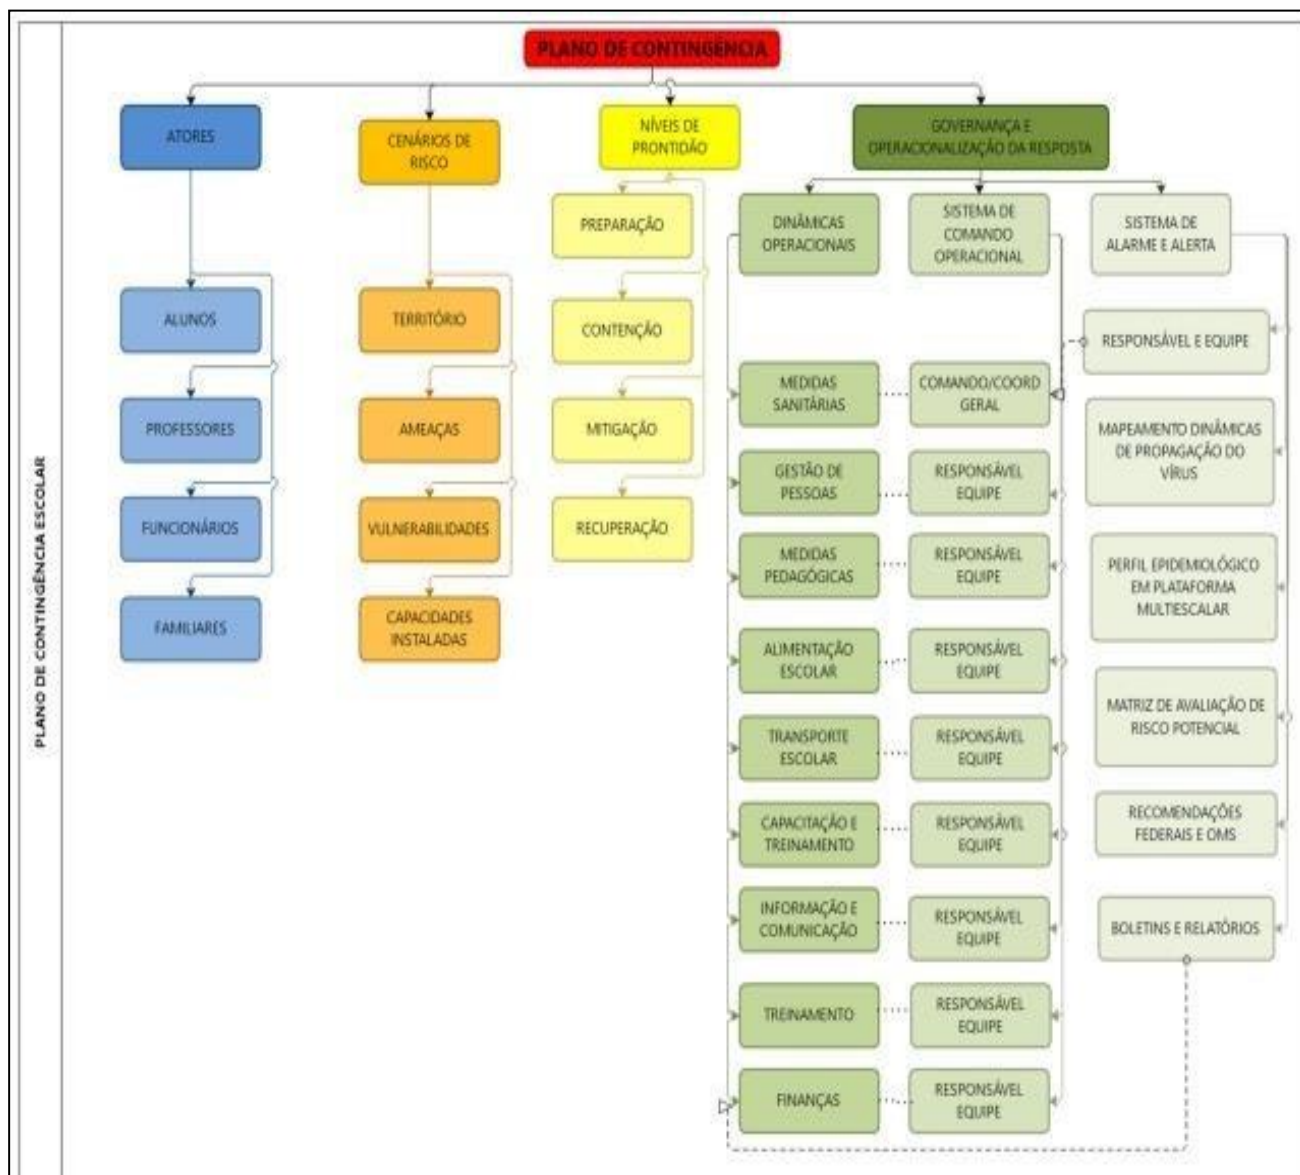 PLANO DE CONTINGÊNCIA ESCOLAR
PLANO DE CONTINGÊNCIA
ATORES
ALUNOS
PROFESSORES
FUNCIONÁRIOS
FAMILIARES
CENÁRIOS DE
RISCO
TERRITÓRIO
AMEAÇAS
VULNERABILIDADES
CAPACIDADES
INSTALADAS
NÍVEIS DE
PRONTIDÃO
PREPARAÇÃO
CONTENÇÃO
MITIGAÇÃO
RECUPERAÇÃO
GOVERNANÇA E
OPERACIONALIZAÇÃO DA RESPOSTA
DINÂMICAS
OPERACIONAIS
MEDIDAS
SANITÁRIAS
GESTÃO DE
PESSOAS
MEDIDAS
PEDAGÓGICAS
ALIMENTAÇÃO
ESCOLAR
TRANSPORTE
ESCOLAR
CAPACITAÇÃO E
TREINAMENTO
INFORMAÇÃO E
COMUNICAÇÃO
TREINAMENTO
FINANÇAS
SISTEMA DE
COMANDO
OPERACIONAL
COMANDO/COORD
GERAL
RESPONSÁVEL
EQUIPE
RESPONSÁVEL
EQUIPE
RESPONSÁVEL
EQUIPE
RESPONSÁVEL
EQUIPE
RESPONSÁVEL
EQUIPE
RESPONSÁVEL
EQUIPE
RESPONSÁVEL
EQUIPE
RESPONSÁVEL
EQUIPE
SISTEMA DE
ALARME E ALERTA
RESPONSÁVEL E EQUIPE
MAPEAMENTO DINÂMICAS
DE PROPAGAÇÃO DO
VÍRUS
PERFIL EPIDEMIOLÓGICO
EM PLATAFORMA
MULTIESCALAR
MATRIZ DE AVALIAÇÃO DE
RISCO POTENCIAL
RECOMENDAÇÕES
FEDERAIS E OMS
BOLETINS E RELATÓRIOS